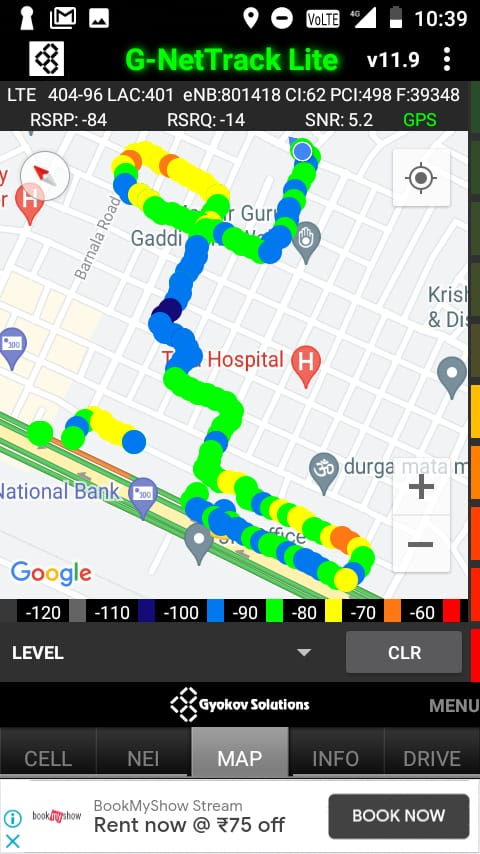 VoLTE 4G 10:39
G-NetTrack Lite v11.9
LTE 404-96 LAC:401 eNB:801418 CI:62 PCI:498 F:39348
RSRP: -84 RSRQ: -14 SNR: 5.2 GPS
Barnala Road
Gaddi
Krish
& Dis
Hospital
durga mata m
National Bank
Google
-120 -110 -100 -90 -80 -70 -60
LEVEL CLR
Gyokov Solutions MENU
CELL NEI MAP INFO DRIVE
bookmyshow
BookMyShow Stream
Rent now @ ₹75 off
BOOK NOW